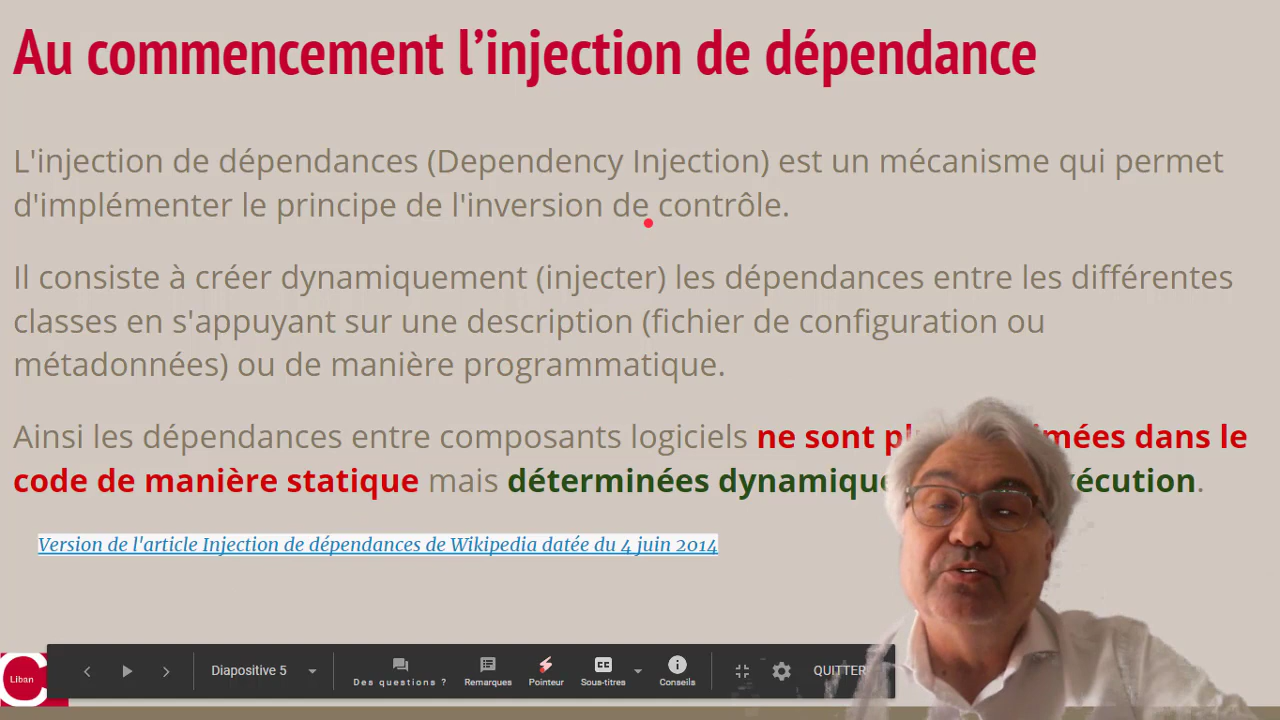 Au commencement l’injection de dépendance
L'injection de dépendances (Dependency Injection) est un mécanisme qui permet
d'implémenter le principe de l'inversion de contrôle.
Il consiste à créer dynamiquement (injecter) les dépendances entre les différentes
classes en s'appuyant sur une description (fichier de configuration ou
métadonnées) ou de manière programmatique.
Ainsi les dépendances entre composants logiciels ne sont dans le
code de manière statique mais déterminées
Version de l'article Injection de dépendances de Wikipedia datée du 4 juin 2014
Liban
Diapositive 5
Des questions ?
Remarques
Pointeur
CC
Sous-titres
Conseils
QUITTER